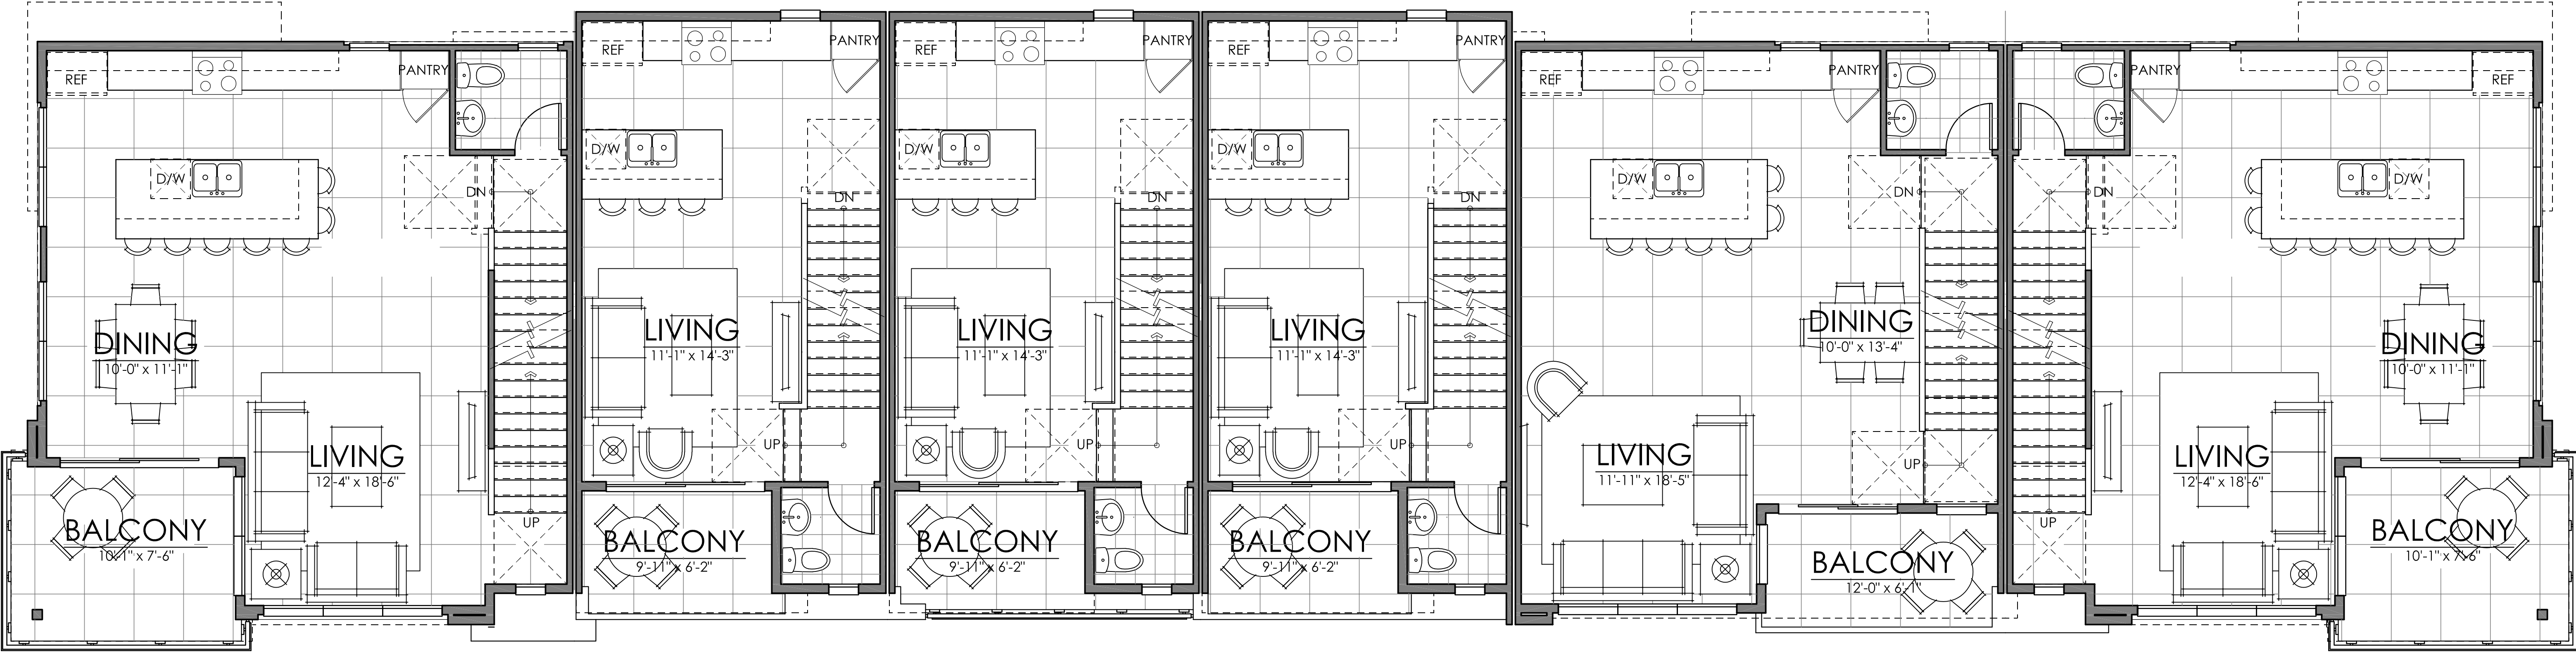 REF
PANTRY
D/W
DN
DINING
10'-0" x 11'-1"
LIVING
12'-4" x 18'-6"
UP
BALCONY
10'-1" x 7'-6"
REF
PANTRY
D/W
DN
LIVING
11'-1" x 14'-3"
UP
BALCONY
9'-11" x 6'-2"
REF
PANTRY
D/W
DN
LIVING
11'-1" x 14'-3"
UP
BALCONY
9'-11" x 6'-2"
REF
PANTRY
D/W
DN
LIVING
11'-1" x 14'-3"
UP
BALCONY
9'-11" x 6'-2"
REF
PANTRY
D/W
DN
DINING
10'-0" x 13'-4"
LIVING
11'-11" x 18'-5"
UP
BALCONY
12'-0" x 6'-1"
PANTRY
REF
DN
D/W
DINING
10'-0" x 11'-1"
LIVING
12'-4" x 18'-6"
UP
BALCONY
10'-1" x 7'-6"